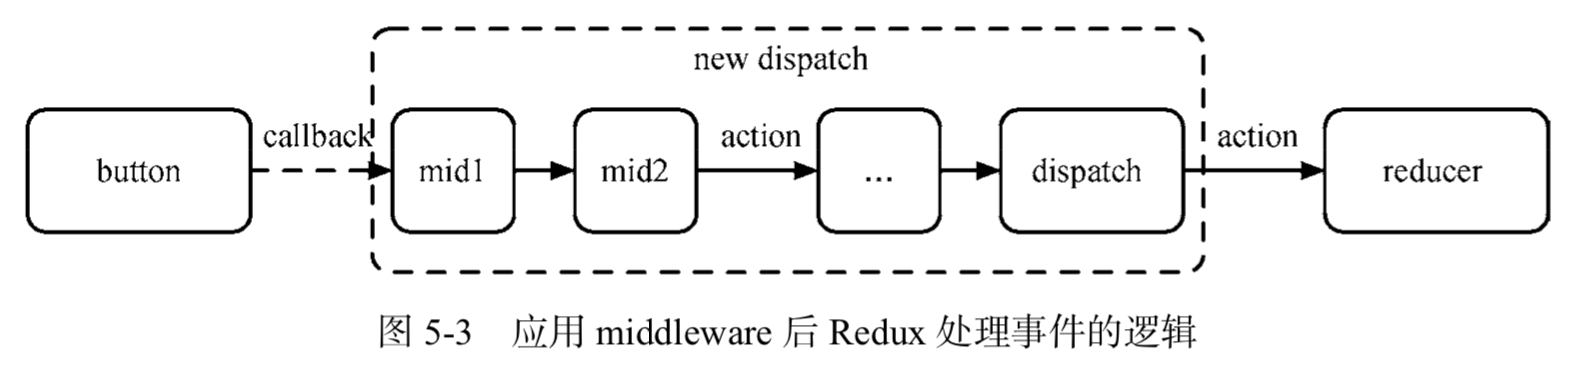 new dispatch
button
callback
mid1
mid2
action
...
dispatch
action
reducer
图 5-3 应用 middleware 后 Redux 处理事件的逻辑